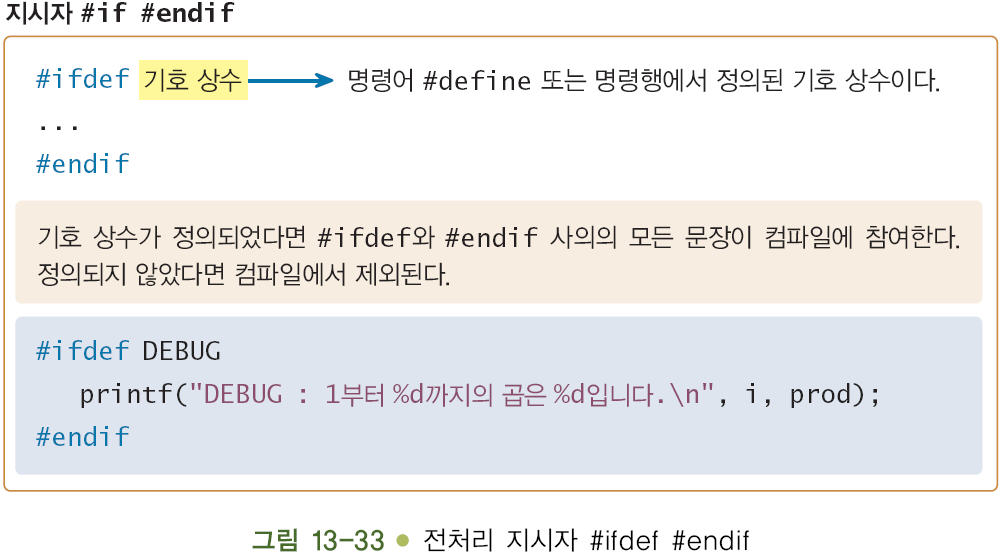 지시자 #if #endif
#ifdef 기호 상수 명령어 #define 또는 명령행에서 정의된 기호 상수이다.
...
#endif
기호 상수가 정의되었다면 #ifdef와 #endif 사의의 모든 문장이 컴파일에 참여한다.
정의되지 않았다면 컴파일에서 제외된다.
#ifdef DEBUG
printf("DEBUG : 1부터 %d까지의 곱은 %d입니다.\n", i, prod);
#endif
그림 13-33 ● 전처리 지시자 #ifdef #endif